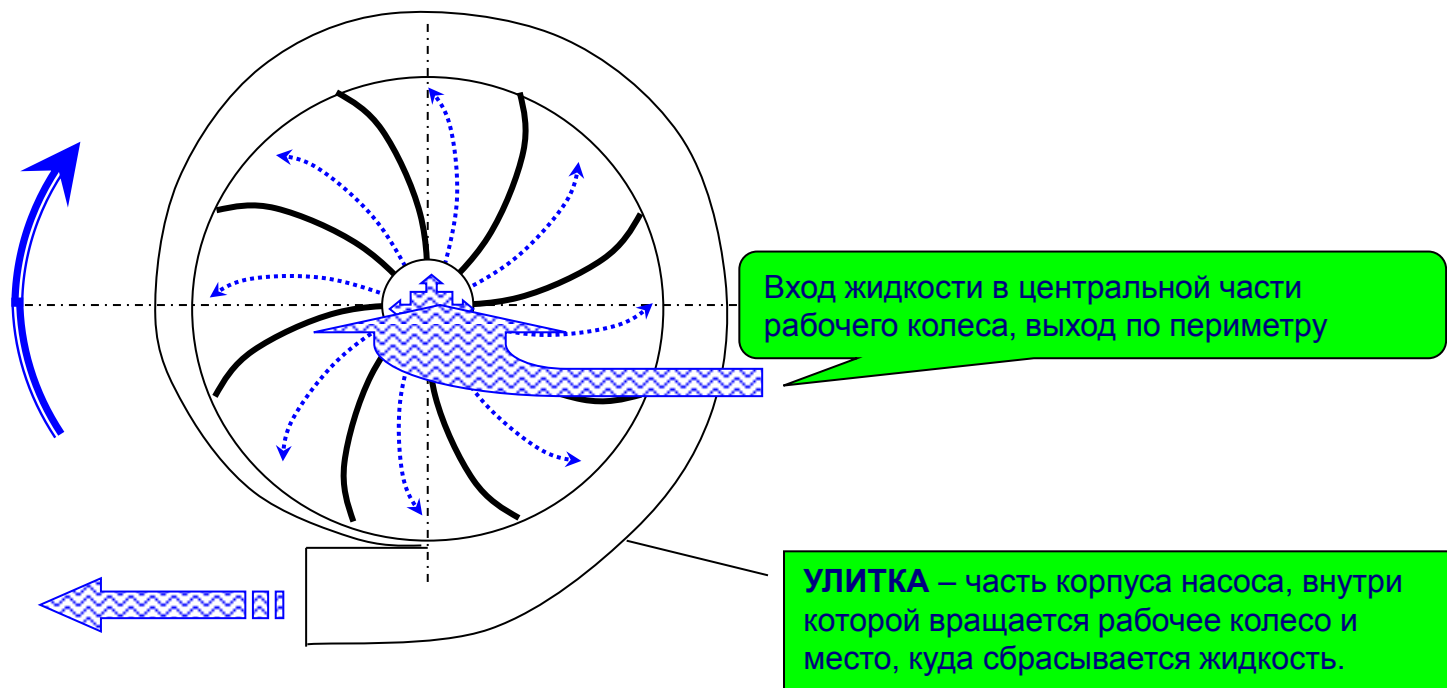 Вход жидкости в центральной части
рабочего колеса, выход по периметру
УЛИТКА – часть корпуса насоса, внутри
которой вращается рабочее колесо и
место, куда сбрасывается жидкость.